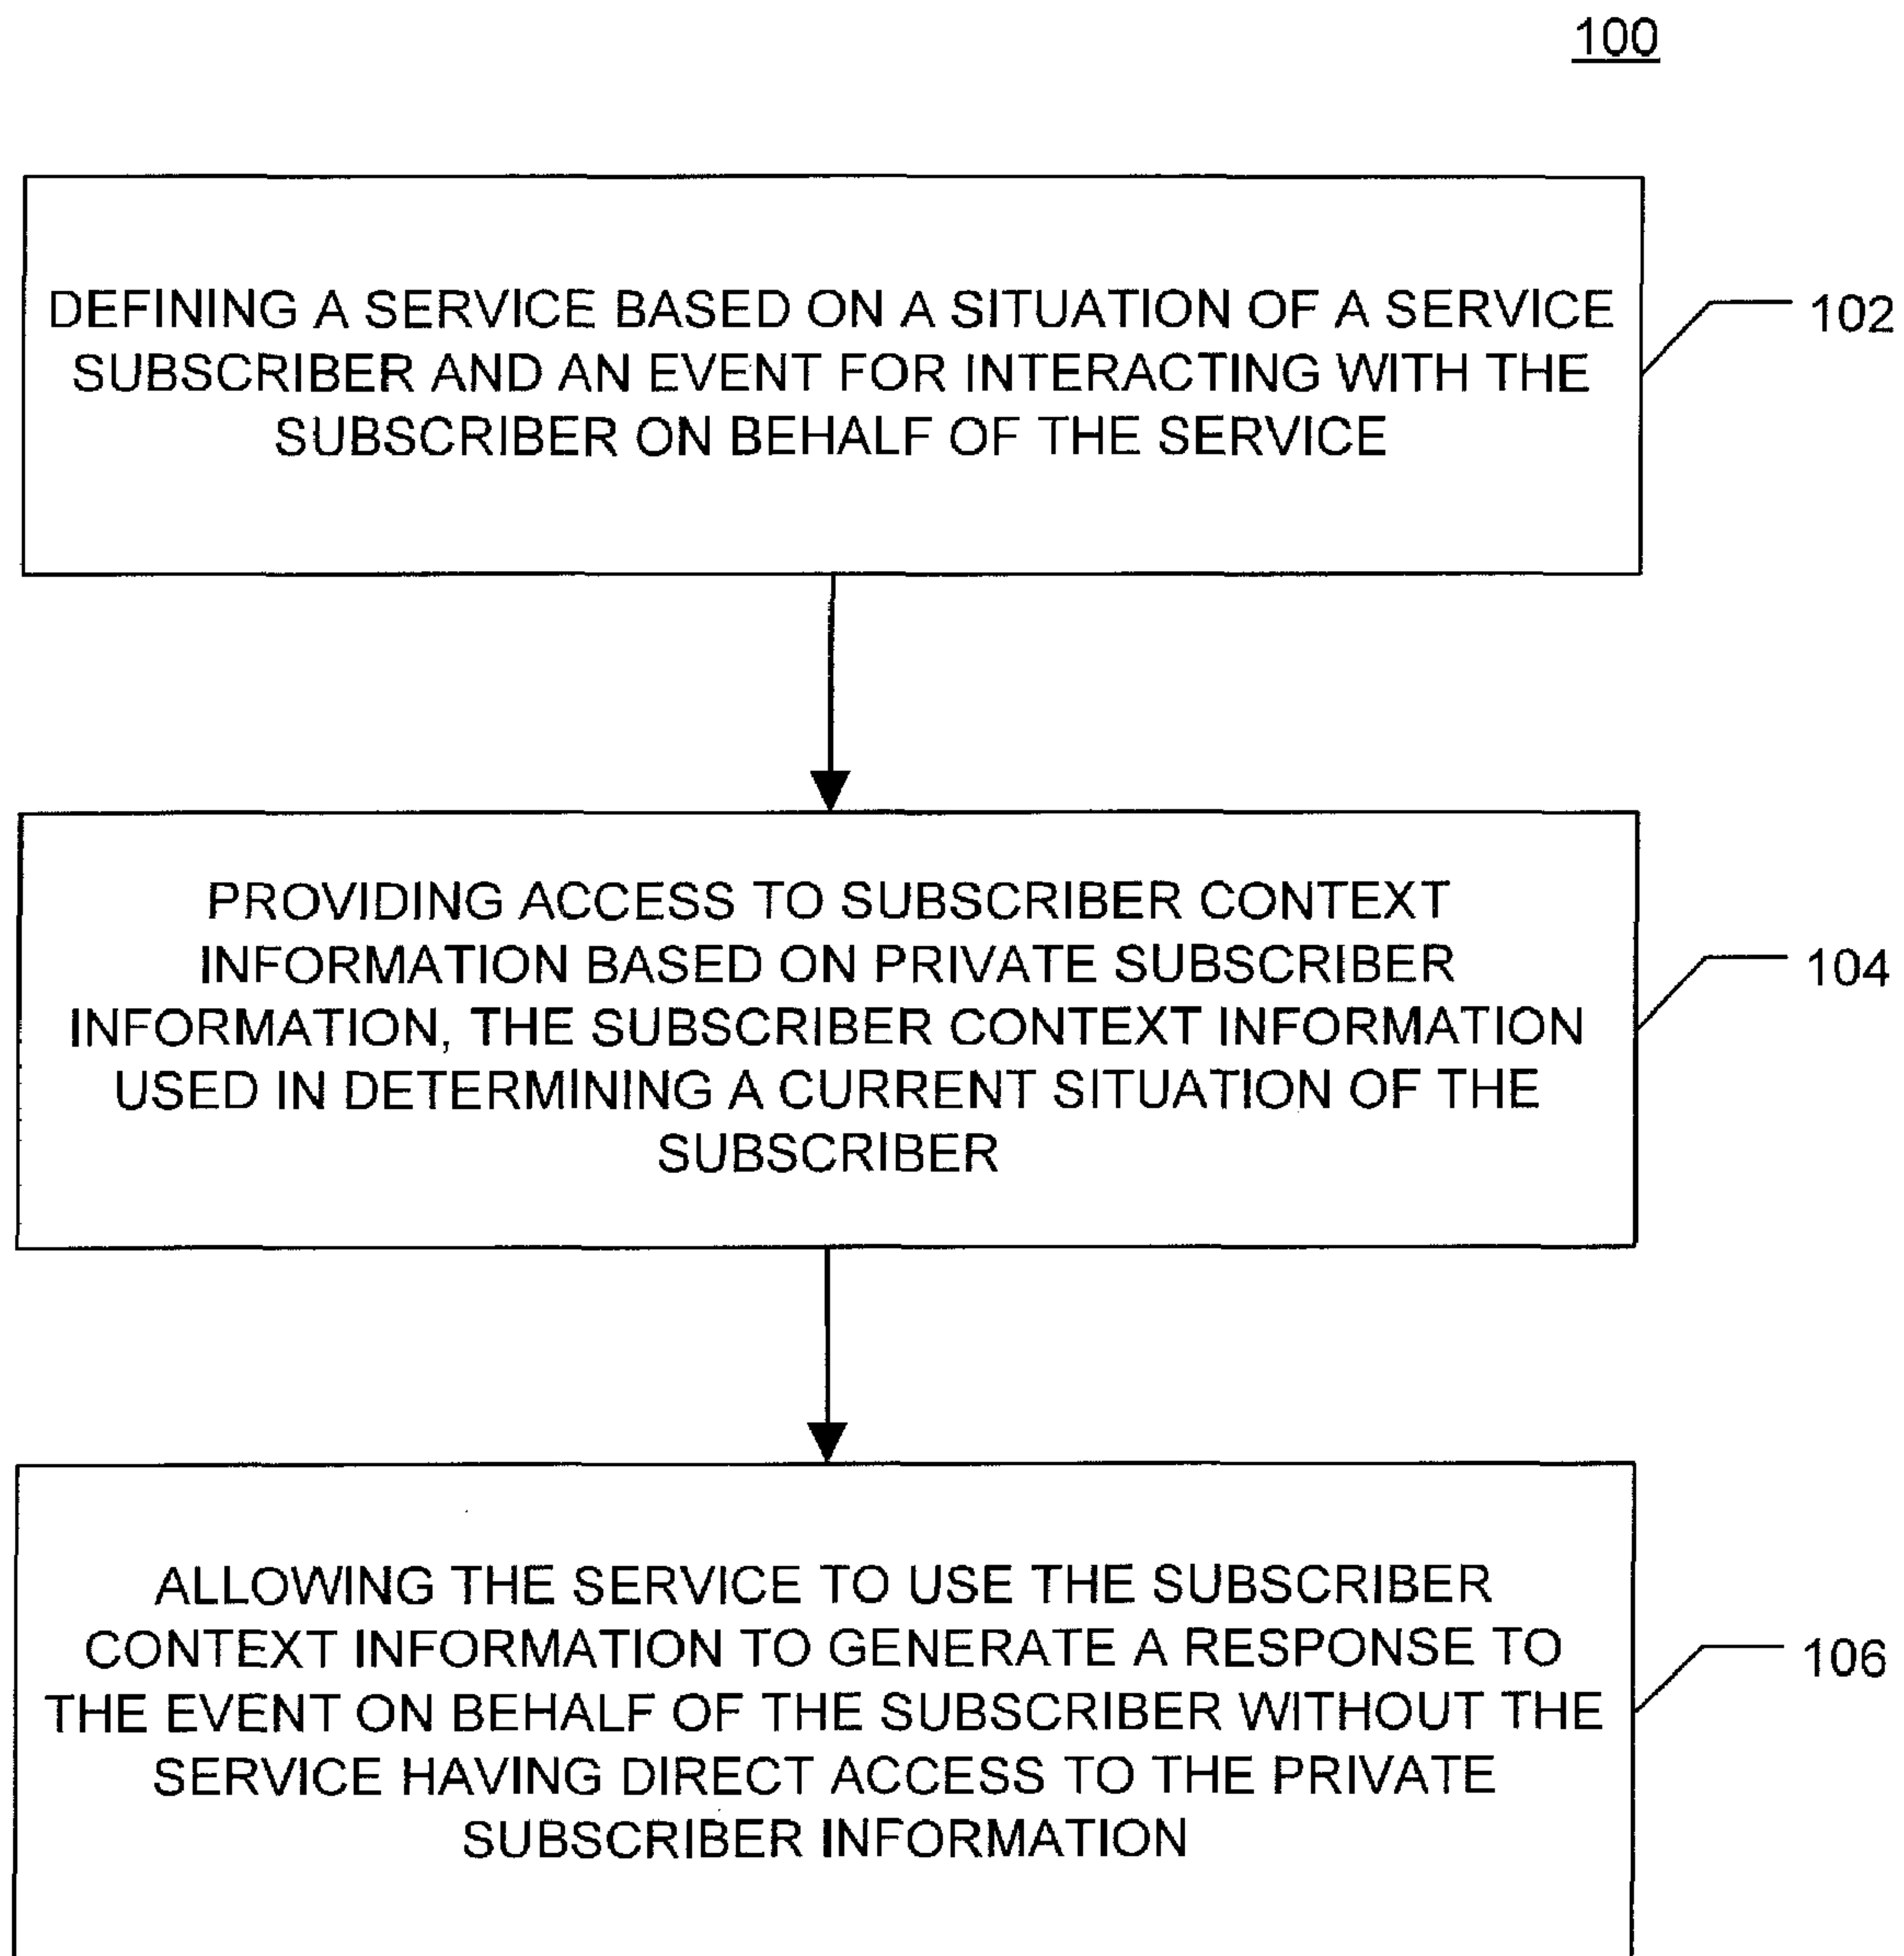 100
DEFINING A SERVICE BASED ON A SITUATION OF A SERVICE
SUBSCRIBER AND AN EVENT FOR INTERACTING WITH THE
SUBSCRIBER ON BEHALF OF THE SERVICE
102
PROVIDING ACCESS TO SUBSCRIBER CONTEXT
INFORMATION BASED ON PRIVATE SUBSCRIBER
INFORMATION, THE SUBSCRIBER CONTEXT INFORMATION
USED IN DETERMINING A CURRENT SITUATION OF THE
SUBSCRIBER
104
ALLOWING THE SERVICE TO USE THE SUBSCRIBER
CONTEXT INFORMATION TO GENERATE A RESPONSE TO
THE EVENT ON BEHALF OF THE SUBSCRIBER WITHOUT THE
SERVICE HAVING DIRECT ACCESS TO THE PRIVATE
SUBSCRIBER INFORMATION
106